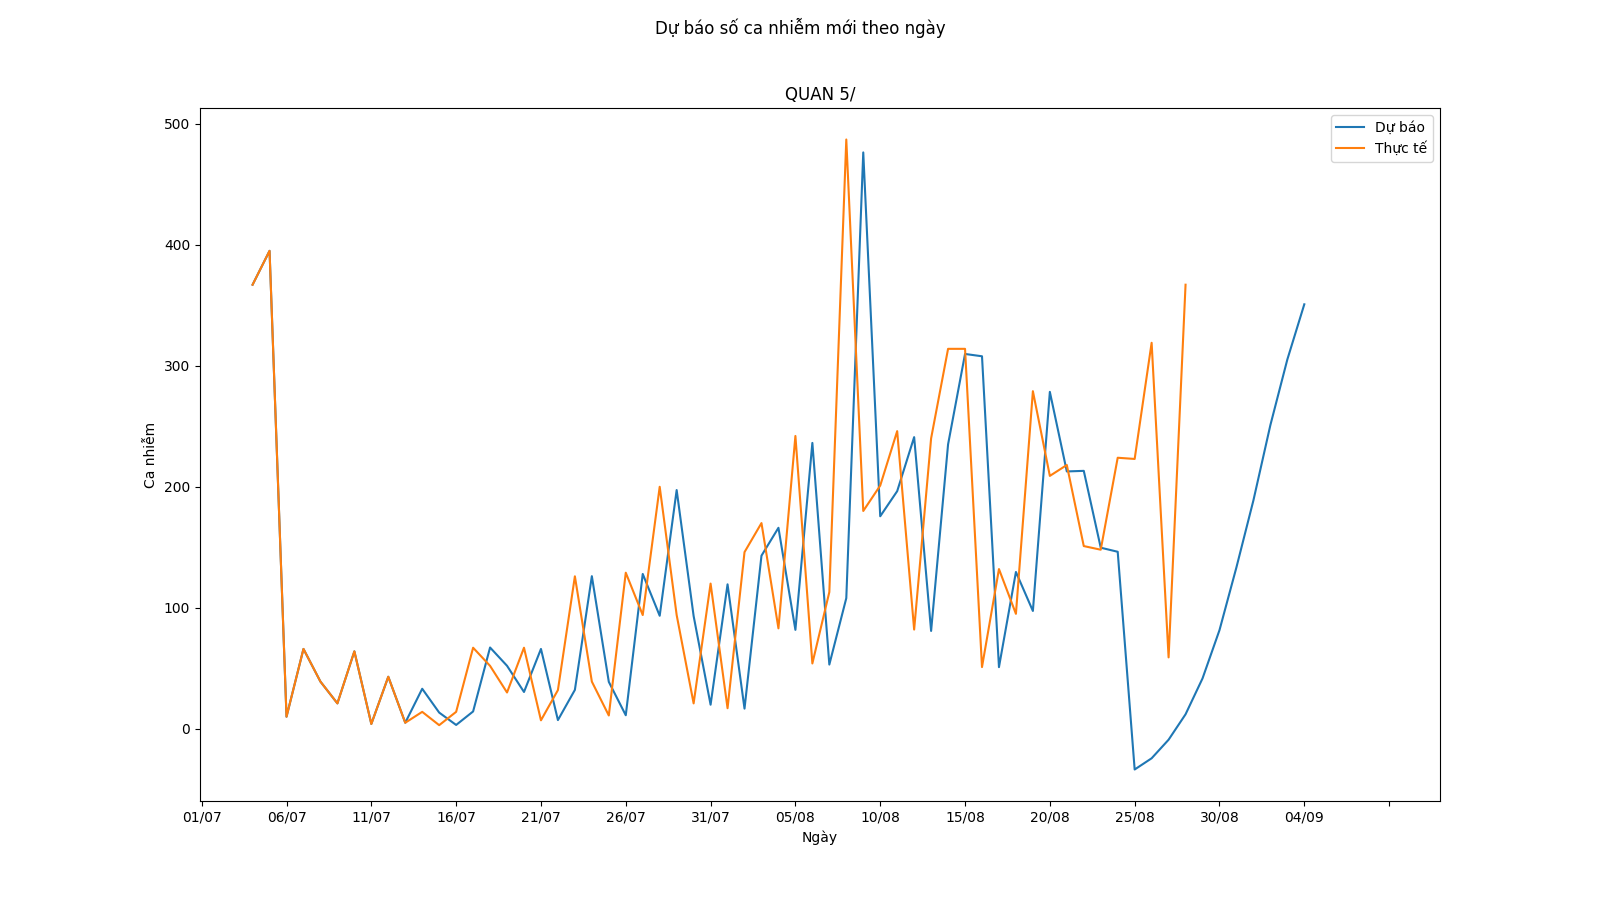 Dự báo số ca nhiễm mới theo ngày
QUAN 5/
Dự báo
Thực tế
500
400
300
200
100
0
Ca nhiễm
01/07 06/07 11/07 16/07 21/07 26/07 31/07 05/08 10/08 15/08 20/08 25/08 30/08 04/09
Ngày